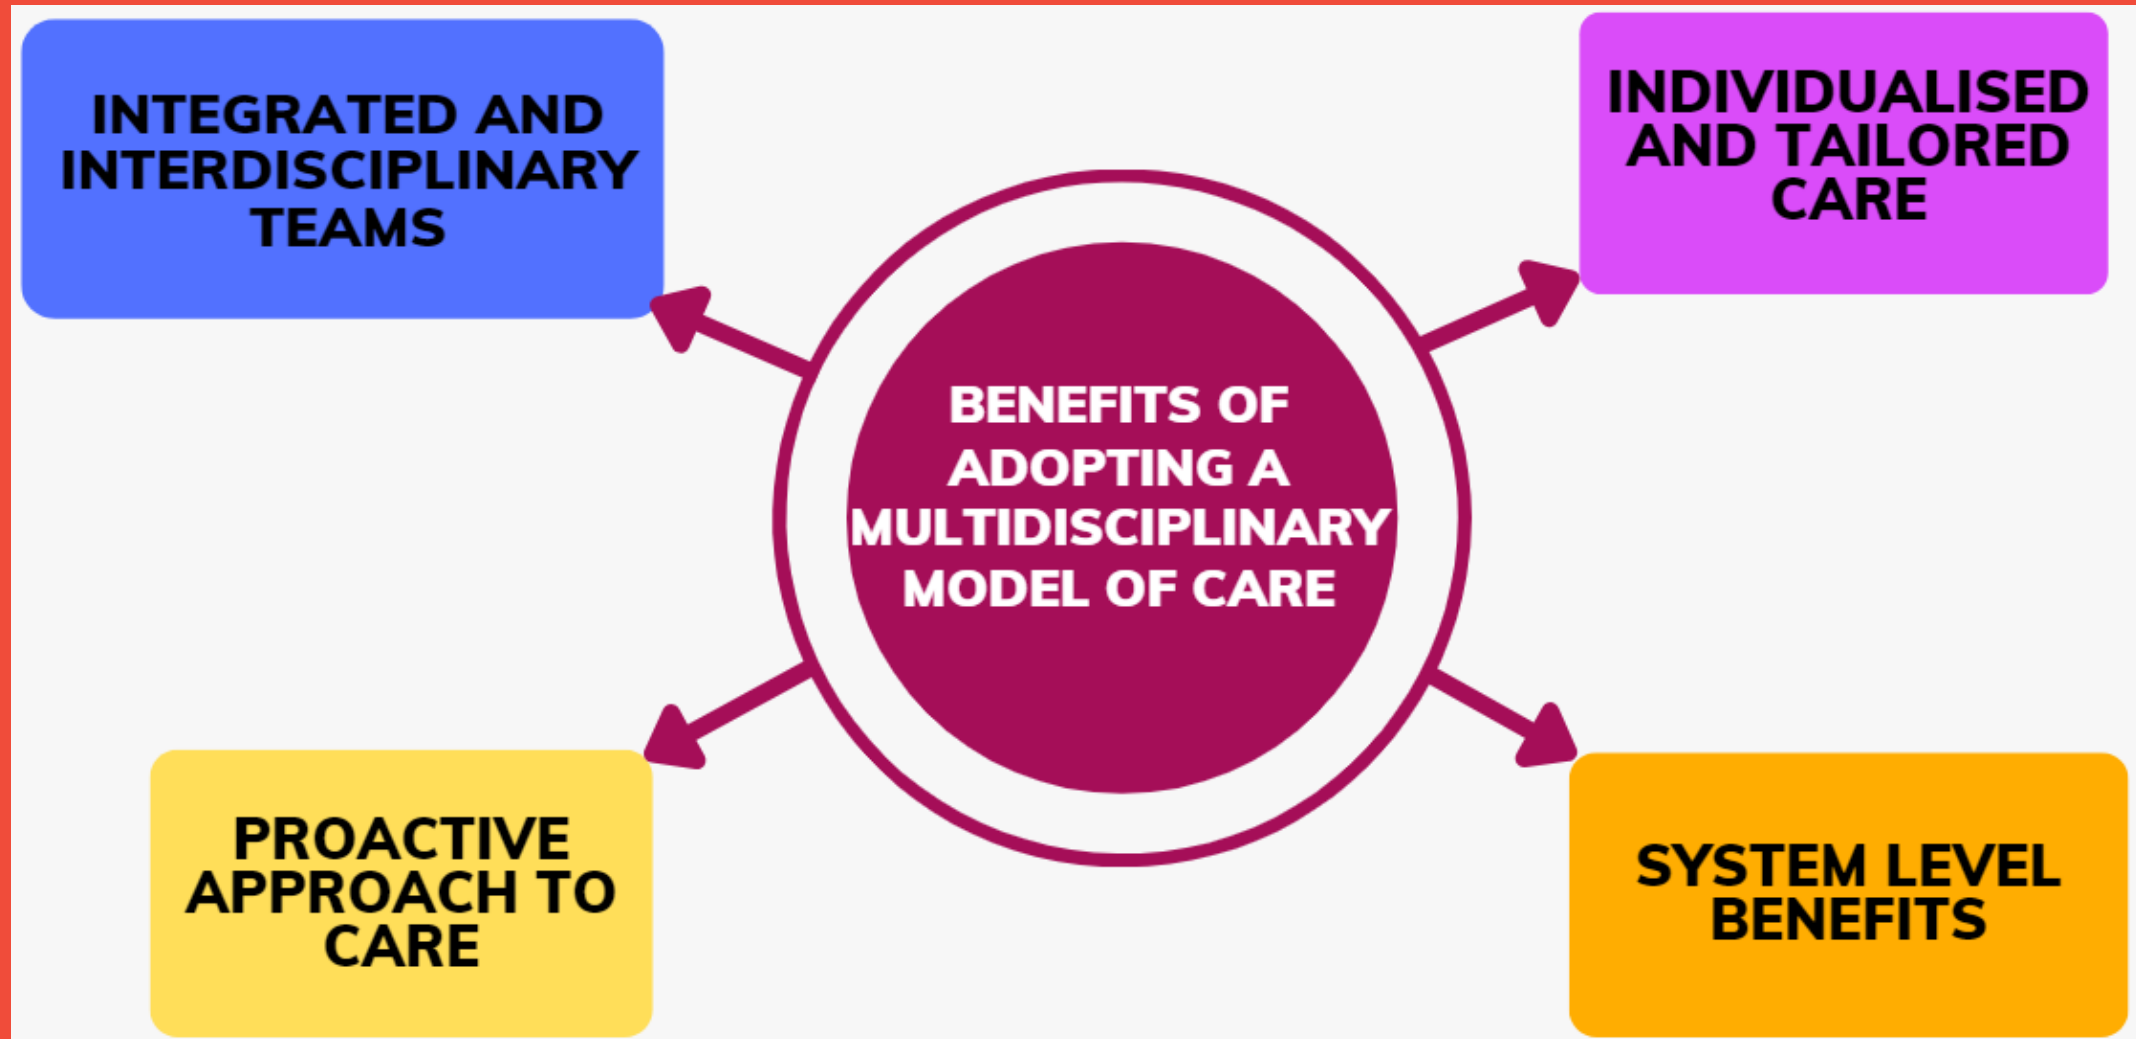 INTEGRATED AND
INTERDISCIPLINARY
TEAMS
INDIVIDUALISED
AND TAILORED
CARE
BENEFITS OF
ADOPTING A
MULTIDISCIPLINARY
MODEL OF CARE
PROACTIVE
APPROACH TO
CARE
SYSTEM LEVEL
BENEFITS